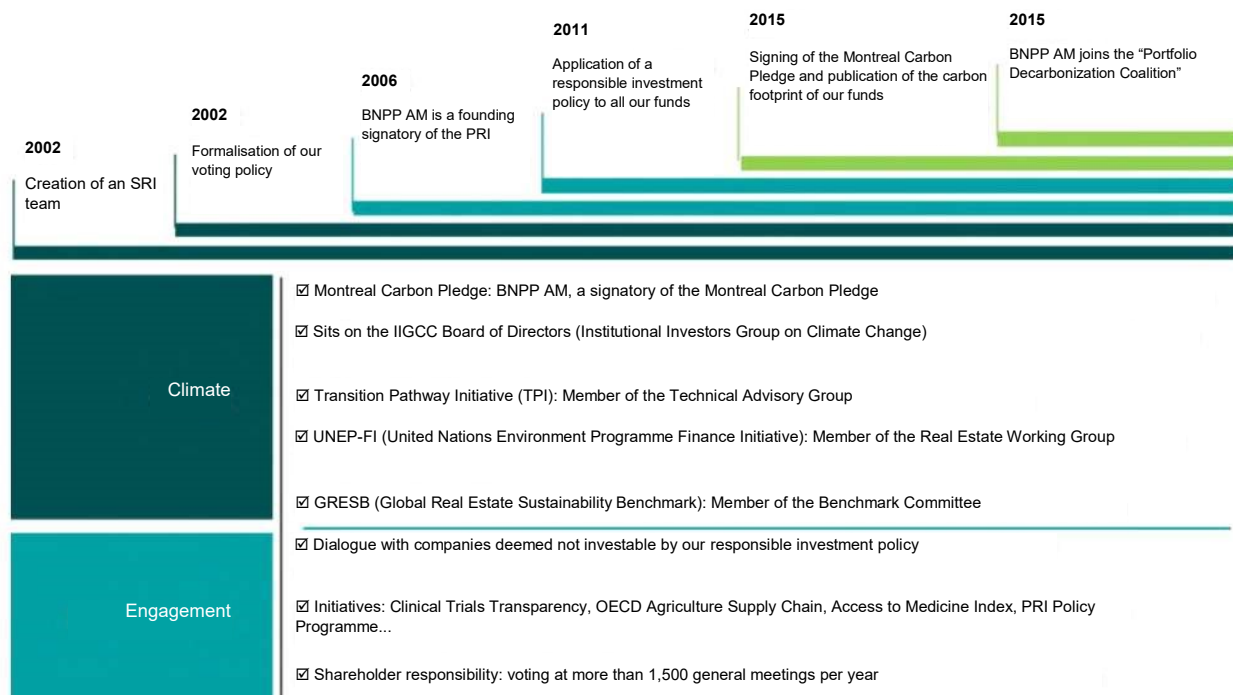 2002
Creation of an SRI
team
2002
Formalisation of our
voting policy
2006
BNPP AM is a founding
signatory of the PRI
2011
Application of a
responsible investment
policy to all our funds
2015
Signing of the Montreal Carbon
Pledge and publication of the carbon
footprint of our funds
2015
BNPP AM joins the “Portfolio
Decarbonization Coalition”
Climate
☑ Montreal Carbon Pledge: BNPP AM, a signatory of the Montreal Carbon Pledge
☑ Sits on the IIGCC Board of Directors (Institutional Investors Group on Climate Change)
☑ Transition Pathway Initiative (TPI): Member of the Technical Advisory Group
☑ UNEP-FI (United Nations Environment Programme Finance Initiative): Member of the Real Estate Working Group
☑ GRESB (Global Real Estate Sustainability Benchmark): Member of the Benchmark Committee
Engagement
☑ Dialogue with companies deemed not investable by our responsible investment policy
☑ Initiatives: Clinical Trials Transparency, OECD Agriculture Supply Chain, Access to Medicine Index, PRI Policy
Programme...
☑ Shareholder responsibility: voting at more than 1,500 general meetings per year